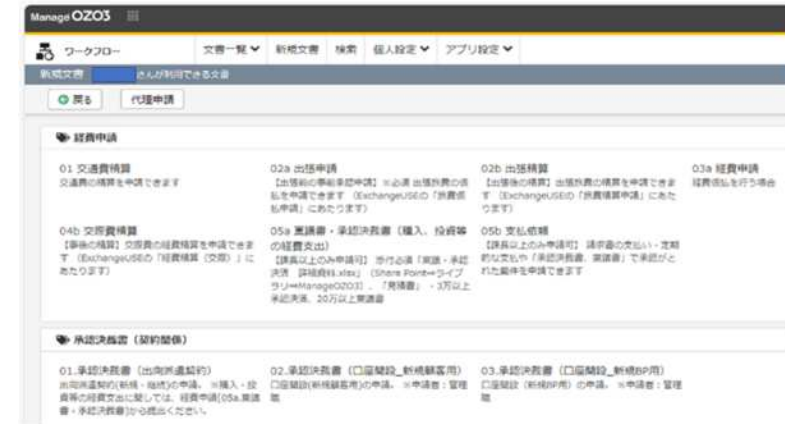 Manage OZO3
ワークフロー 文書一覧 新規文書 検索 個人設定 アプリ設定
新規文書 さんが利用できる文書
戻る 代理申請
経費申請
01 交通費精算
交通費の精算を申請できます
02a 出張申請
【出張前の事前承認申請】※必須 出張旅費の仮
払を申請できます (ExchangeUSEの「旅費仮
払申請」にあたります)
02b 出張精算
【出張後の精算】出張旅費の精算を申請できま
す (ExchangeUSEの「旅費精算申請」にあた
ります)
03a 経費申請
経費仮払を行う場合
04b 交際費精算
【事後の精算】交際費の経費精算を申請できま
す (ExchangeUSEの「経費精算(交際)」に
あたります)
05a 稟議書・承認決裁書(購入、投資等
の経費支出)
【課長以上のみ申請可】 添付必須「稟議・承認
決済 詳細資料.xlsx」(Share Point⇒ライブ
ラリ⇒ManageOZO3)、「見積書」 ・3万以上
承認決済、20万以上稟議書
05b 支払依頼
【課長以上のみ申請可】 請求書の支払い・定期
的な支払や「承認決裁書、稟議書」で承認がと
れた案件を申請できます
承認決裁書(契約関係)
01.承認決裁書(出向派遣契約)
出向派遣契約(新規・継続)の申請。 ※購入・投
資等の経費支出に関しては、経費申請[05a.稟議
書・承認決裁書]から提出ください。
02.承認決裁書(口座開設_新規顧客用)
口座開設(新規顧客用)の申請。 ※申請者:管理
職
03.承認決裁書(口座開設_新規BP用)
口座開設(新規BP用)の申請。 ※申請者:管理
職